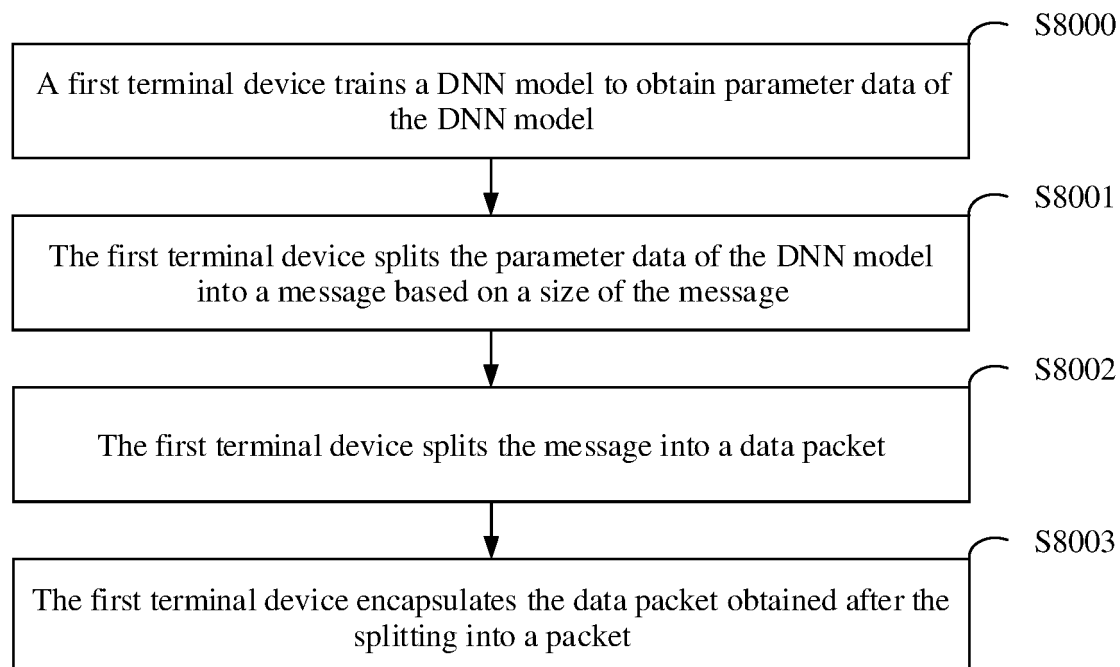 S8000
A first terminal device trains a DNN model to obtain parameter data of
the DNN model
S8001
The first terminal device splits the parameter data of the DNN model
into a message based on a size of the message
S8002
The first terminal device splits the message into a data packet
S8003
The first terminal device encapsulates the data packet obtained after the
splitting into a packet